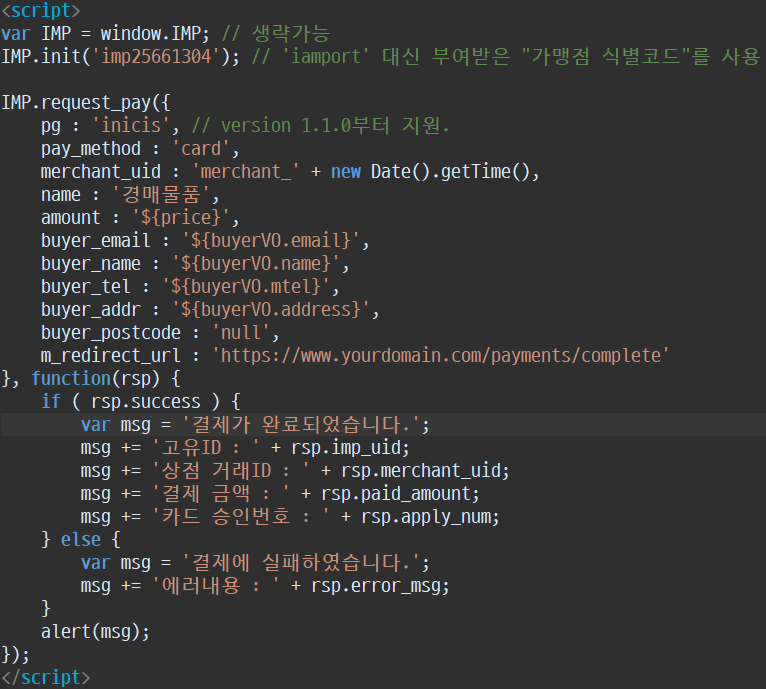 <script>
var IMP = window.IMP; // 생략가능
IMP.init('imp25661304'); // 'iamport' 대신 부여받은 "가맹점 식별코드"를 사용

IMP.request_pay({
    pg : 'inicis', // version 1.1.0부터 지원.
    pay_method : 'card',
    merchant_uid : 'merchant_' + new Date().getTime(),
    name : '경매물품',
    amount : '${price}',
    buyer_email : '${buyerVO.email}',
    buyer_name : '${buyerVO.name}',
    buyer_tel : '${buyerVO.mtel}',
    buyer_addr : '${buyerVO.address}',
    buyer_postcode : 'null',
    m_redirect_url : 'https://www.yourdomain.com/payments/complete'
}, function(rsp) {
    if ( rsp.success ) {
        var msg = '결제가 완료되었습니다.';
        msg += '고유ID : ' + rsp.imp_uid;
        msg += '상점 거래ID : ' + rsp.merchant_uid;
        msg += '결제 금액 : ' + rsp.paid_amount;
        msg += '카드 승인번호 : ' + rsp.apply_num;
    } else {
        var msg = '결제에 실패하였습니다.';
        msg += '에러내용 : ' + rsp.error_msg;
    }
    alert(msg);
});
</script>